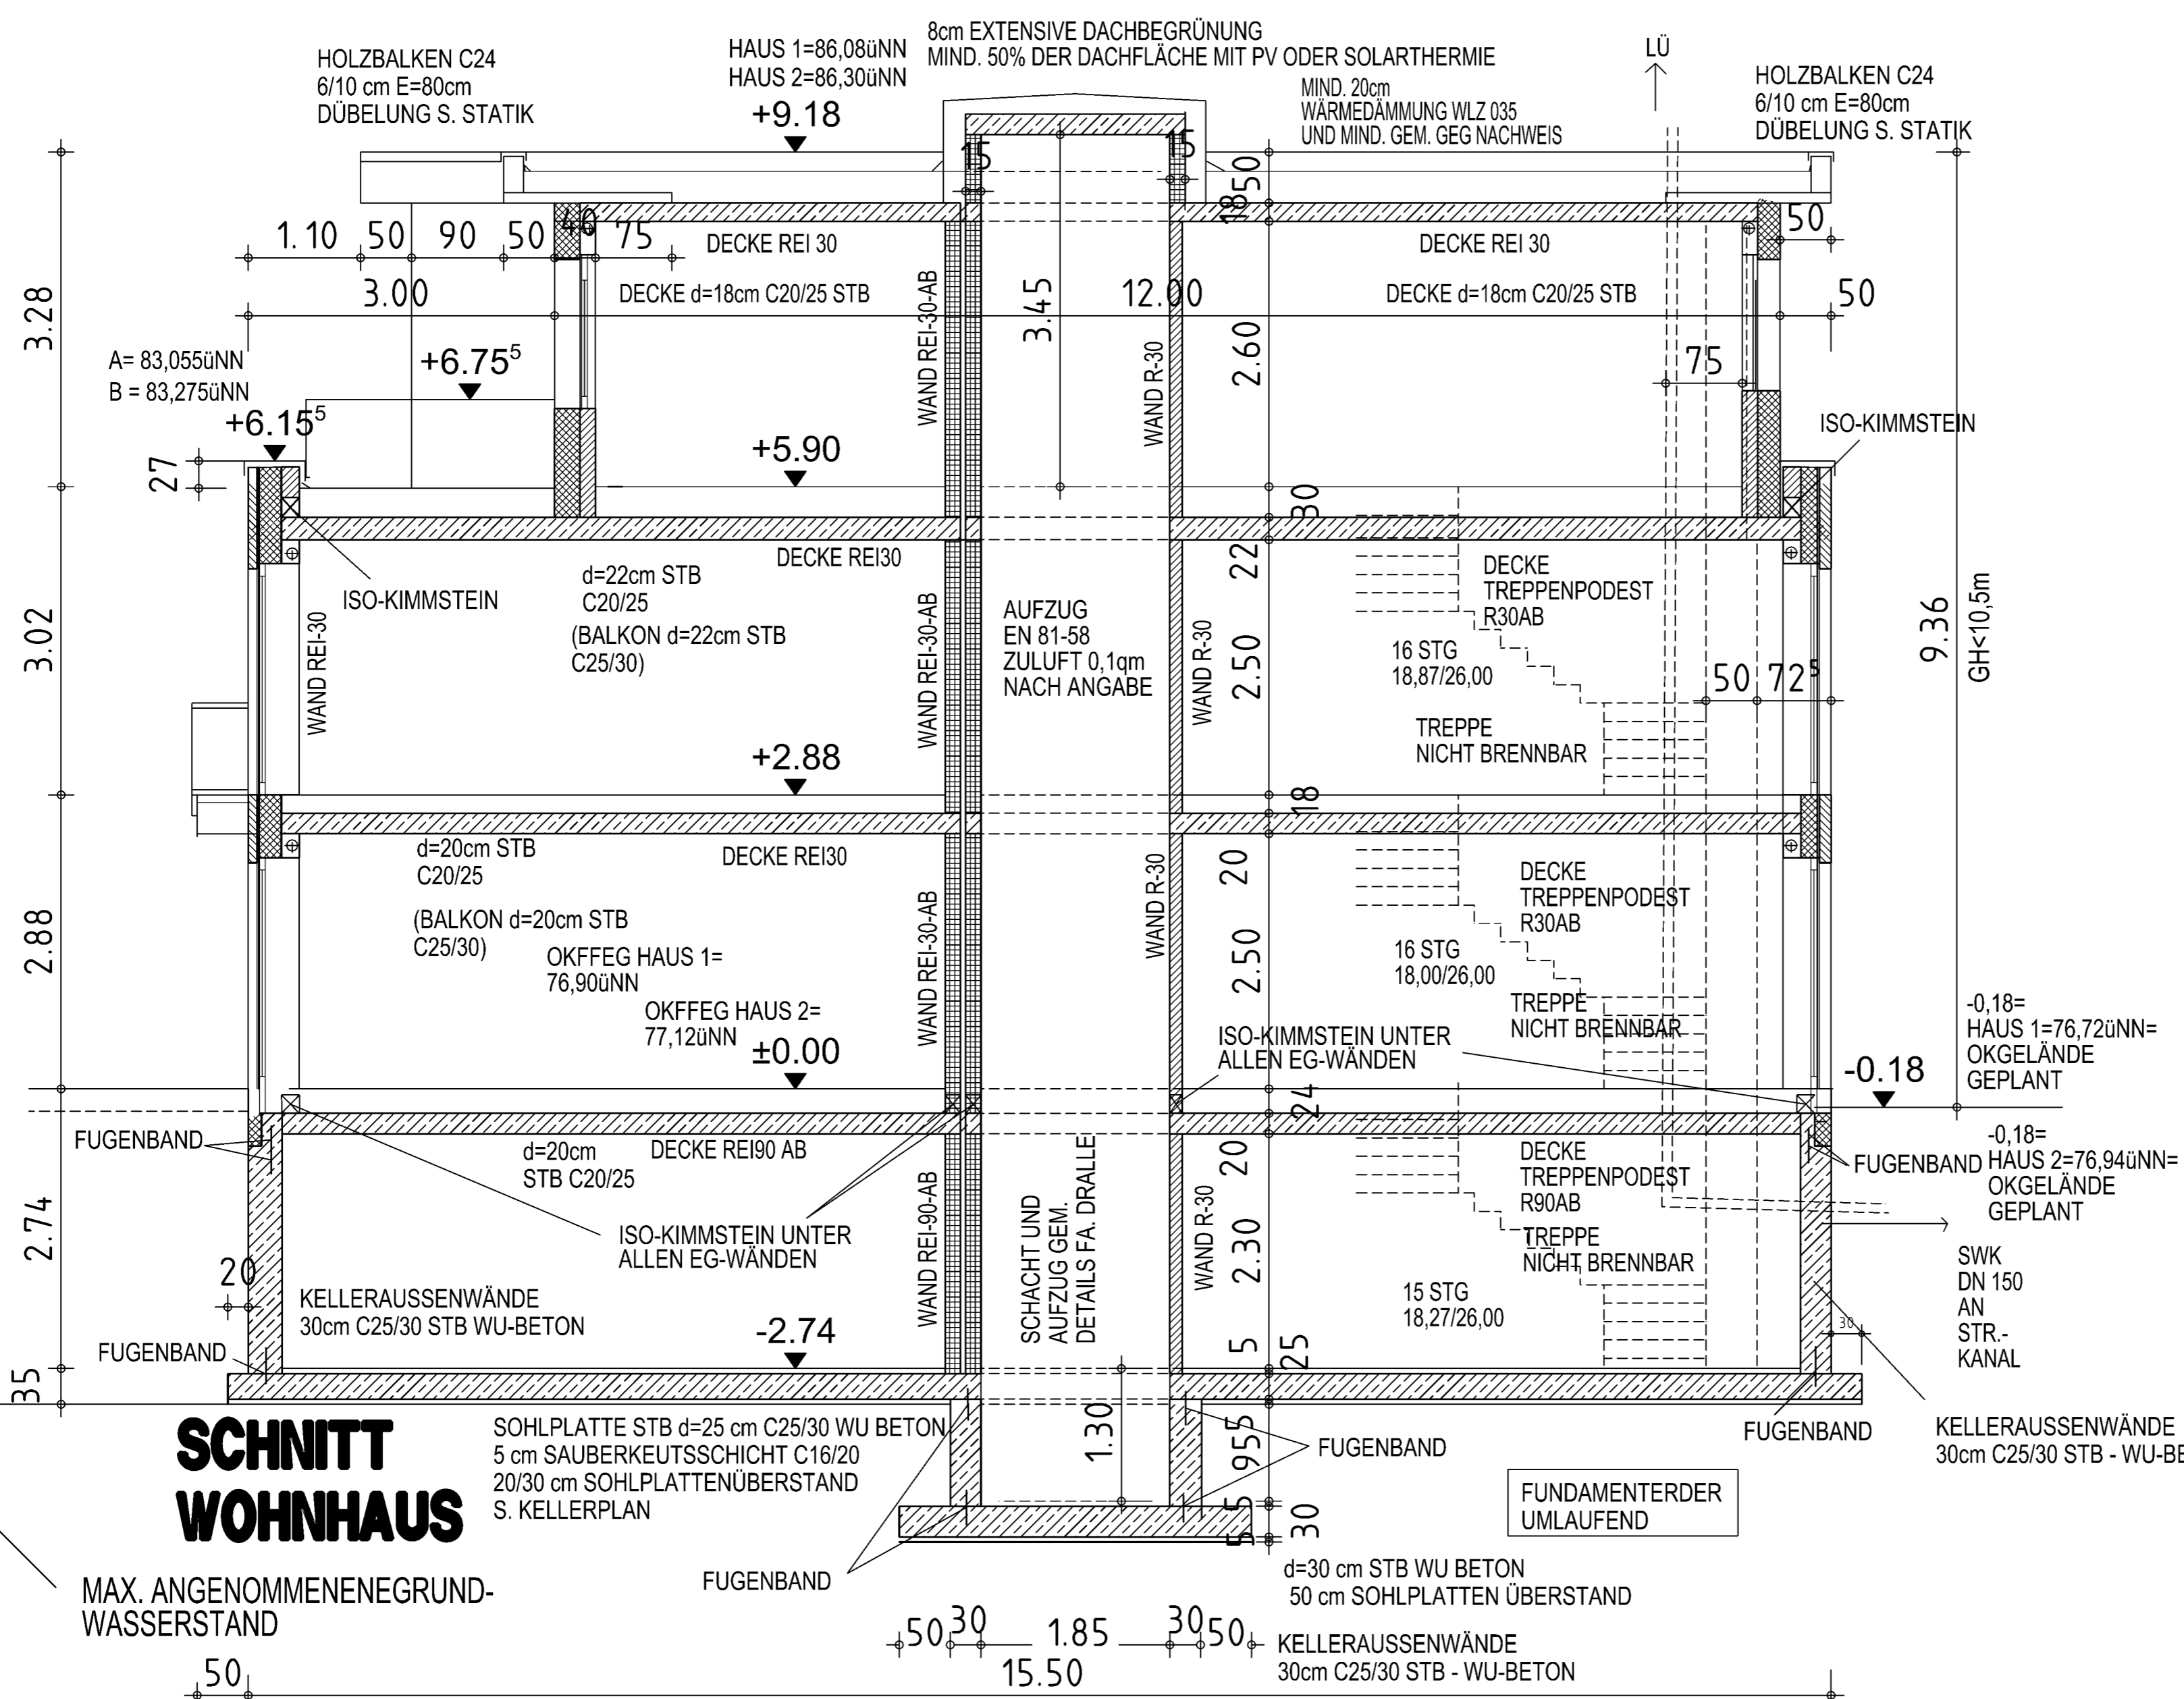 HOLZBALKEN C24
6/10 cm E=80cm
DÜBELUNG S. STATIK
HAUS 1=86,08üNN
HAUS 2=86,30üNN
+9.18
8cm EXTENSIVE DACHBEGRÜNUNG
MIND. 50% DER DACHFLÄCHE MIT PV ODER SOLARTHERMIE
MIND. 20cm
WÄRMEDÄMMUNG WLZ 035
UND MIND. GEM. GEG NACHWEIS
LÜ
HOLZBALKEN C24
6/10 cm E=80cm
DÜBELUNG S. STATIK
15
15
50
18
1.10
50
90
50
40
75
DECKE REI 30
DECKE REI 30
50
3.00
DECKE d=18cm C20/25 STB
12.00
DECKE d=18cm C20/25 STB
50
3.28
WAND REI-30-AB
3.45
WAND R-30
2.60
75
A= 83,055üNN
B = 83,275üNN
+6.75⁵
+6.15⁵
27
+5.90
ISO-KIMMSTEIN
30
22
DECKE REI30
d=22cm STB
C20/25
(BALKON d=22cm STB
C25/30)
ISO-KIMMSTEIN
WAND REI-30
WAND REI-30-AB
AUFZUG
EN 81-58
ZULUFT 0,1qm
NACH ANGABE
WAND R-30
2.50
DECKE
TREPPENPODEST
R30AB
16 STG
18,87/26,00
50
72⁵
TREPPE
NICHT BRENNBAR
3.02
9.36
GH<10,5m
+2.88
18
d=20cm STB
C20/25
DECKE REI30
(BALKON d=20cm STB
C25/30)
OKFFEG HAUS 1=
76,90üNN
OKFFEG HAUS 2=
77,12üNN
±0.00
2.88
WAND REI-30-AB
WAND R-30
20
2.50
DECKE
TREPPENPODEST
R30AB
16 STG
18,00/26,00
TREPPE
NICHT BRENNBAR
ISO-KIMMSTEIN UNTER
ALLEN EG-WÄNDEN
24
-0.18
-0,18=
HAUS 1=76,72üNN=
OKGELÄNDE
GEPLANT
-0,18=
HAUS 2=76,94üNN=
OKGELÄNDE
GEPLANT
FUGENBAND
d=20cm
STB C20/25
DECKE REI90 AB
ISO-KIMMSTEIN UNTER
ALLEN EG-WÄNDEN
WAND REI-90-AB
SCHACHT UND
AUFZUG GEM.
DETAILS FA. DRALLE
WAND R-30
20
2.30
DECKE
TREPPENPODEST
R90AB
TREPPE
NICHT BRENNBAR
15 STG
18,27/26,00
FUGENBAND
SWK
DN 150
AN
STR.-
KANAL
2.74
20
KELLERAUSSENWÄNDE
30cm C25/30 STB WU-BETON
-2.74
FUGENBAND
5
25
30
35
SCHNITT
WOHNHAUS
SOHLPLATTE STB d=25 cm C25/30 WU BETON
5 cm SAUBERKEUTSSCHICHT C16/20
20/30 cm SOHLPLATTENÜBERSTAND
S. KELLERPLAN
1.30
5
95
5
FUGENBAND
FUGENBAND
KELLERAUSSENWÄNDE
30cm C25/30 STB - WU-BE
FUNDAMENTERDER
UMLAUFEND
5
30
FUGENBAND
d=30 cm STB WU BETON
50 cm SOHLPLATTEN ÜBERSTAND
MAX. ANGENOMMENENEGRUND-
WASSERSTAND
50
30
1.85
30
50
KELLERAUSSENWÄNDE
30cm C25/30 STB - WU-BETON
50
15.50